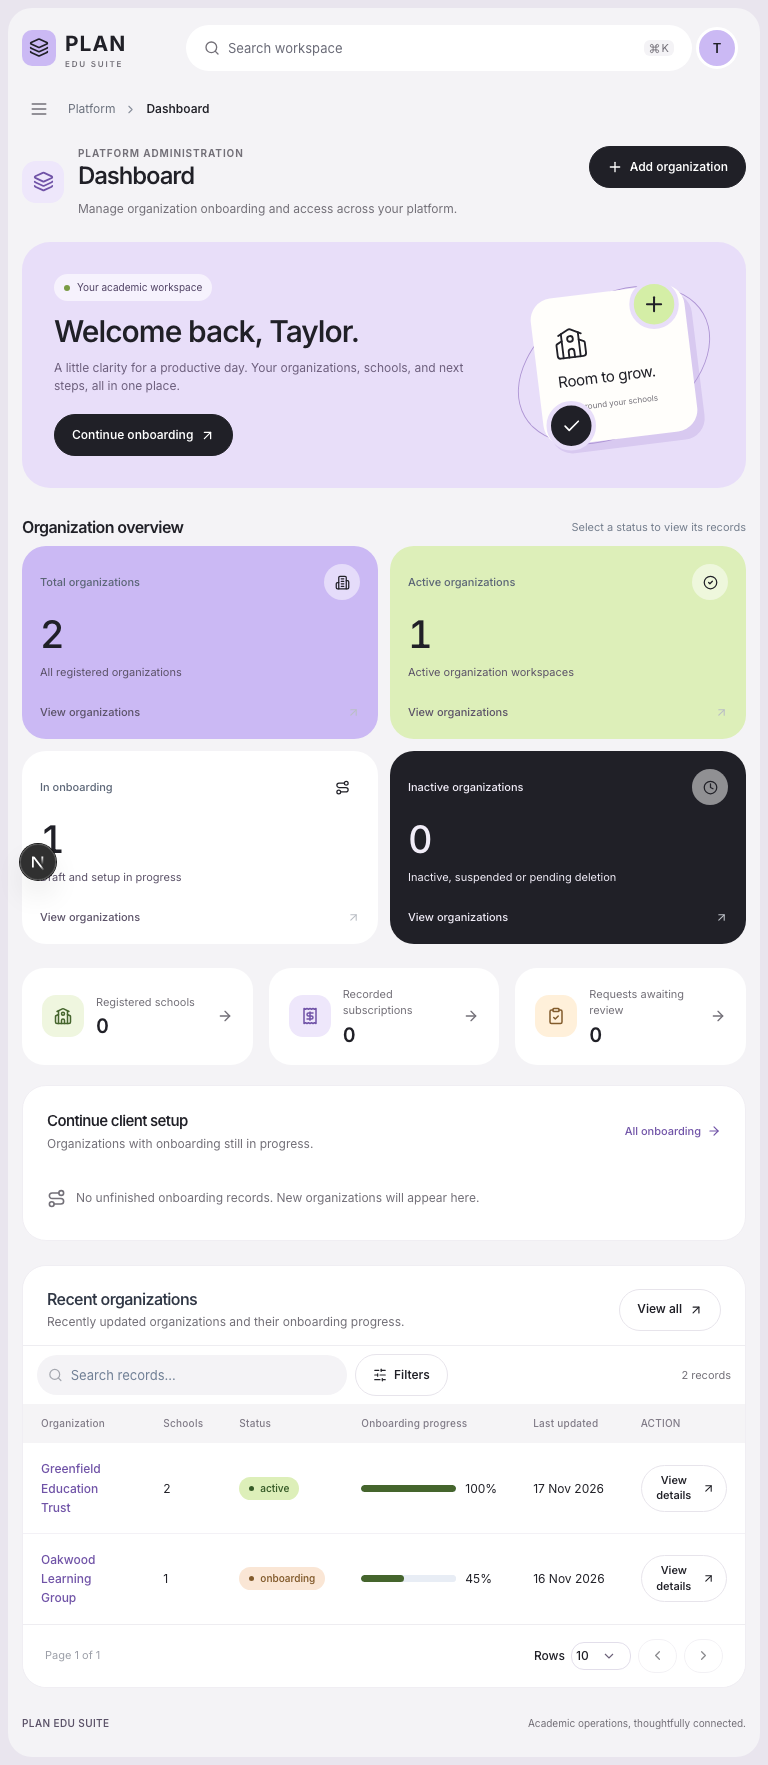 PLAN
EDU SUITE
Search workspace
⌘K
T
Platform
Dashboard
PLATFORM ADMINISTRATION
Dashboard
Manage organization onboarding and access across your platform.
Add organization
Your academic workspace
Welcome back, Taylor.
A little clarity for a productive day. Your organizations, schools, and next
steps, all in one place.
Continue onboarding
Room to grow.
your schools
Organization overview
Select a status to view its records
Total organizations
2
All registered organizations
View organizations
Active organizations
1
Active organization workspaces
View organizations
In onboarding
1
and setup in progress
View organizations
N
Inactive organizations
0
Inactive, suspended or pending deletion
View organizations
Registered schools
0
Recorded
subscriptions
0
Requests awaiting
review
0
Continue client setup
Organizations with onboarding still in progress.
All onboarding
No unfinished onboarding records. New organizations will appear here.
Recent organizations
Recently updated organizations and their onboarding progress.
View all
Search records...
Filters
2 records
Organization Schools Status Onboarding progress Last updated ACTION
Greenfield
Education
Trust
2
active
100%
17 Nov 2026
View
details
Oakwood
Learning
Group
1
onboarding
45%
16 Nov 2026
View
details
Page 1 of 1
Rows 10
PLAN EDU SUITE
Academic operations, thoughtfully connected.